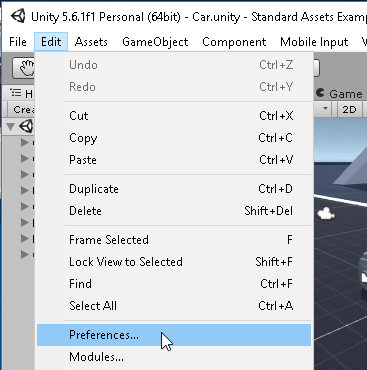 Unity 5.6.1f1 Personal (64bit) - Car.unity - Standard Assets
File Edit Assets GameObject Component Mobile Input
Undo Ctrl+Z
Redo Ctrl+Y
Game
2D
Cut Ctrl+X
Copy Ctrl+C
Paste Ctrl+V
Duplicate Ctrl+D
Delete Shift+Del
Frame Selected F
Lock View to Selected Shift+F
Find Ctrl+F
Select All Ctrl+A
Preferences...
Modules...